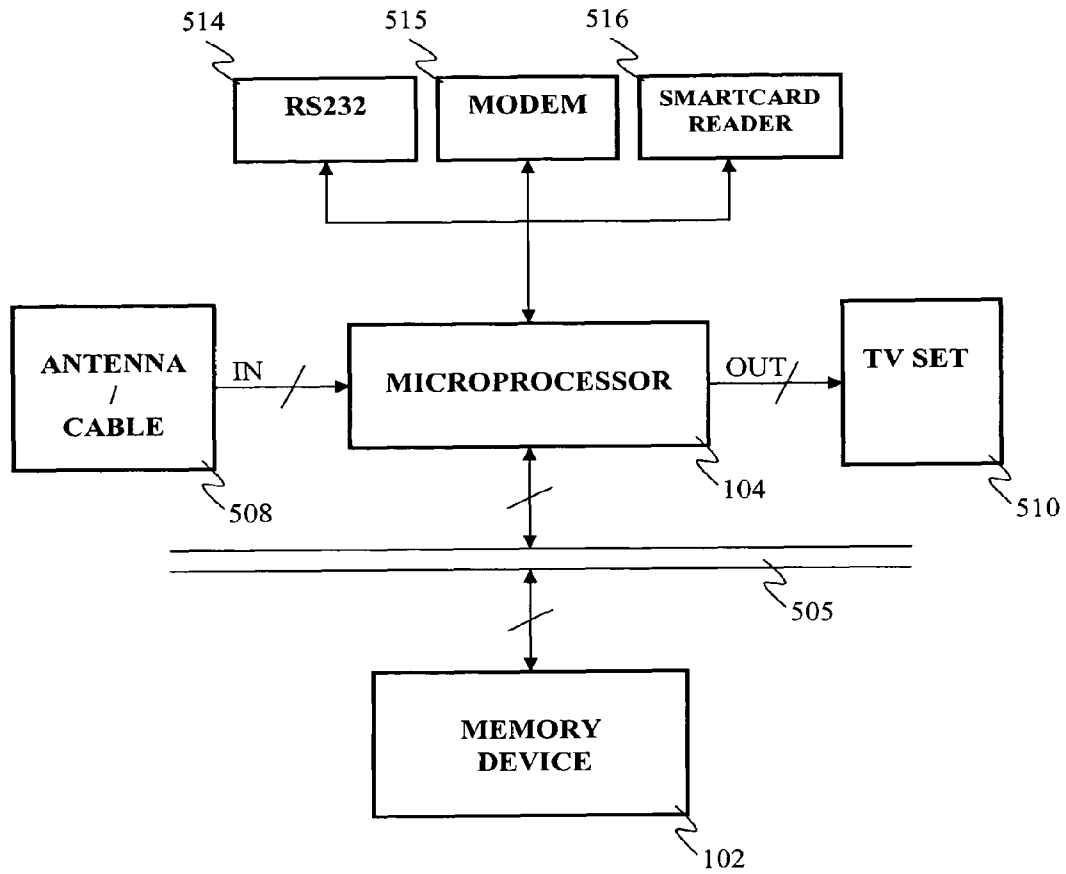 514
515
516
RS232
MODEM
SMARTCARD
READER
ANTENNA
/
CABLE
IN
MICROPROCESSOR
OUT
TV SET
508
104
510
505
MEMORY
DEVICE
102